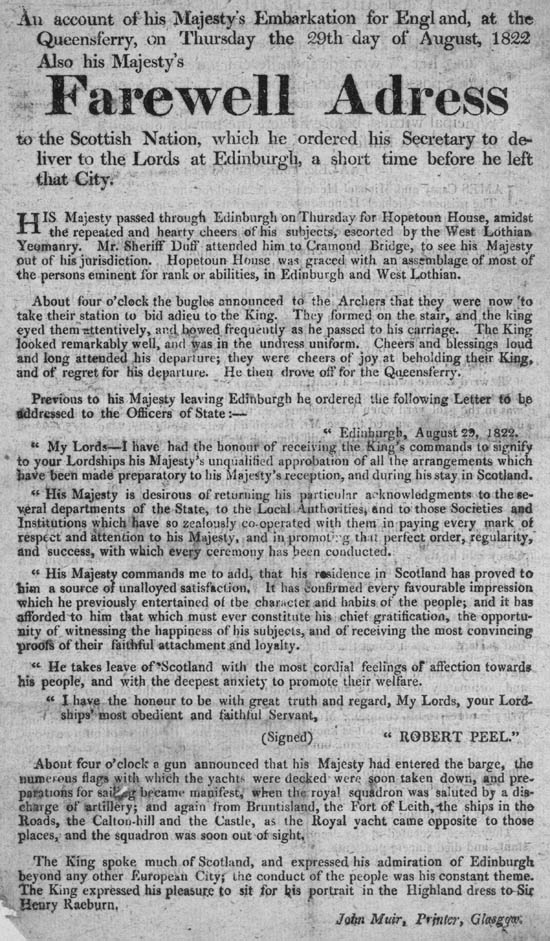 An account of his Majesty's Embarkation for England, at the
Queensferry, on Thursday the 29th day of August, 1822
Also his Majesty's
Farewell Adress
to the Scottish Nation, which he ordered his Secretary to de-
liver to the Lords at Edinburgh, a short time before he left
that City.
HIS Majesty passed through Edinburgh on Thursday for Hopetoun House, amidst
the repeated and hearty cheers of his subjects, escorted by the West Lothian
Yeomanry. Mr. Sheriff Duff attended him to Cramond Bridge, to see his Majesty
out of his jurisdiction. Hopetoun House was graced with an assemblage of most of
the persons eminent for rank or abilities, in Edinburgh and West Lothian.
About four o'clock the bugles announced to the Archers that they were now to
take their station to bid adieu to the King. They formed on the stair, and the king
eyed them attentively, and bowed frequently as he passed to his carriage. The King
looked remarkably well, and was in the undress uniform. Cheers and blessings loud
and long attended his departure; they were cheers of joy at beholding their King,
and of regret for his departure. He then drove off for the Queensferry.
Previous to his Majesty leaving Edinburgh he ordered the following Letter to be
addressed to the Officers of State:—
" Edinburgh, August 29, 1822.
" My Lords—I have had the honour of receiving the King's commands to signify
to your Lordships his Majesty's unqualified approbation of all the arrangements which
have been made preparatory to his Majesty's reception, and during his stay in Scotland.
" His Majesty is desirous of returning his particular acknowledgments to the se-
veral departments of the State, to the Local Authorities, and to those Societies and
Institutions which have so zealously co-operated with them in paying every mark of
respect and attention to his Majesty, and in promoting that perfect order, regularity,
and success, with which every ceremony has been conducted.
" His Majesty commands me to add, that his residence in Scotland has proved to
him a source of unalloyed satisfaction. It has confirmed every favourable impression
which he previously entertained of the character and habits of the people; and it has
afforded to him that which must ever constitute his chief gratification, the opportu-
nity of witnessing the happiness of his subjects, and of receiving the most convincing
proofs of their faithful attachment and loyalty.
" He takes leave of Scotland with the most cordial feelings of affection towards
his people, and with the deepest anxiety to promote their welfare.
" I have the honour to be with great truth and regard, My Lords, your Lord-
ships' most obedient and faithful Servant,
(Signed) " ROBERT PEEL."
About four o'clock a gun announced that his Majesty had entered the barge, the
numerous flags with which the yachts were decked were soon taken down, and pre-
parations for sailing became manifest, when the royal squadron was saluted by a dis-
charge of artillery; and again from Bruntisland, the Fort of Leith, the ships in the
Roads, the Calton-hill and the Castle, as the Royal yacht came opposite to those
places, and the squadron was soon out of sight.
The King spoke much of Scotland, and expressed his admiration of Edinburgh
beyond any other European City; the conduct of the people was his constant theme.
The King expressed his pleasure to sit for his portrait in the Highland dress to Sir
Henry Raeburn.
John Muir, Printer, Glasgow.